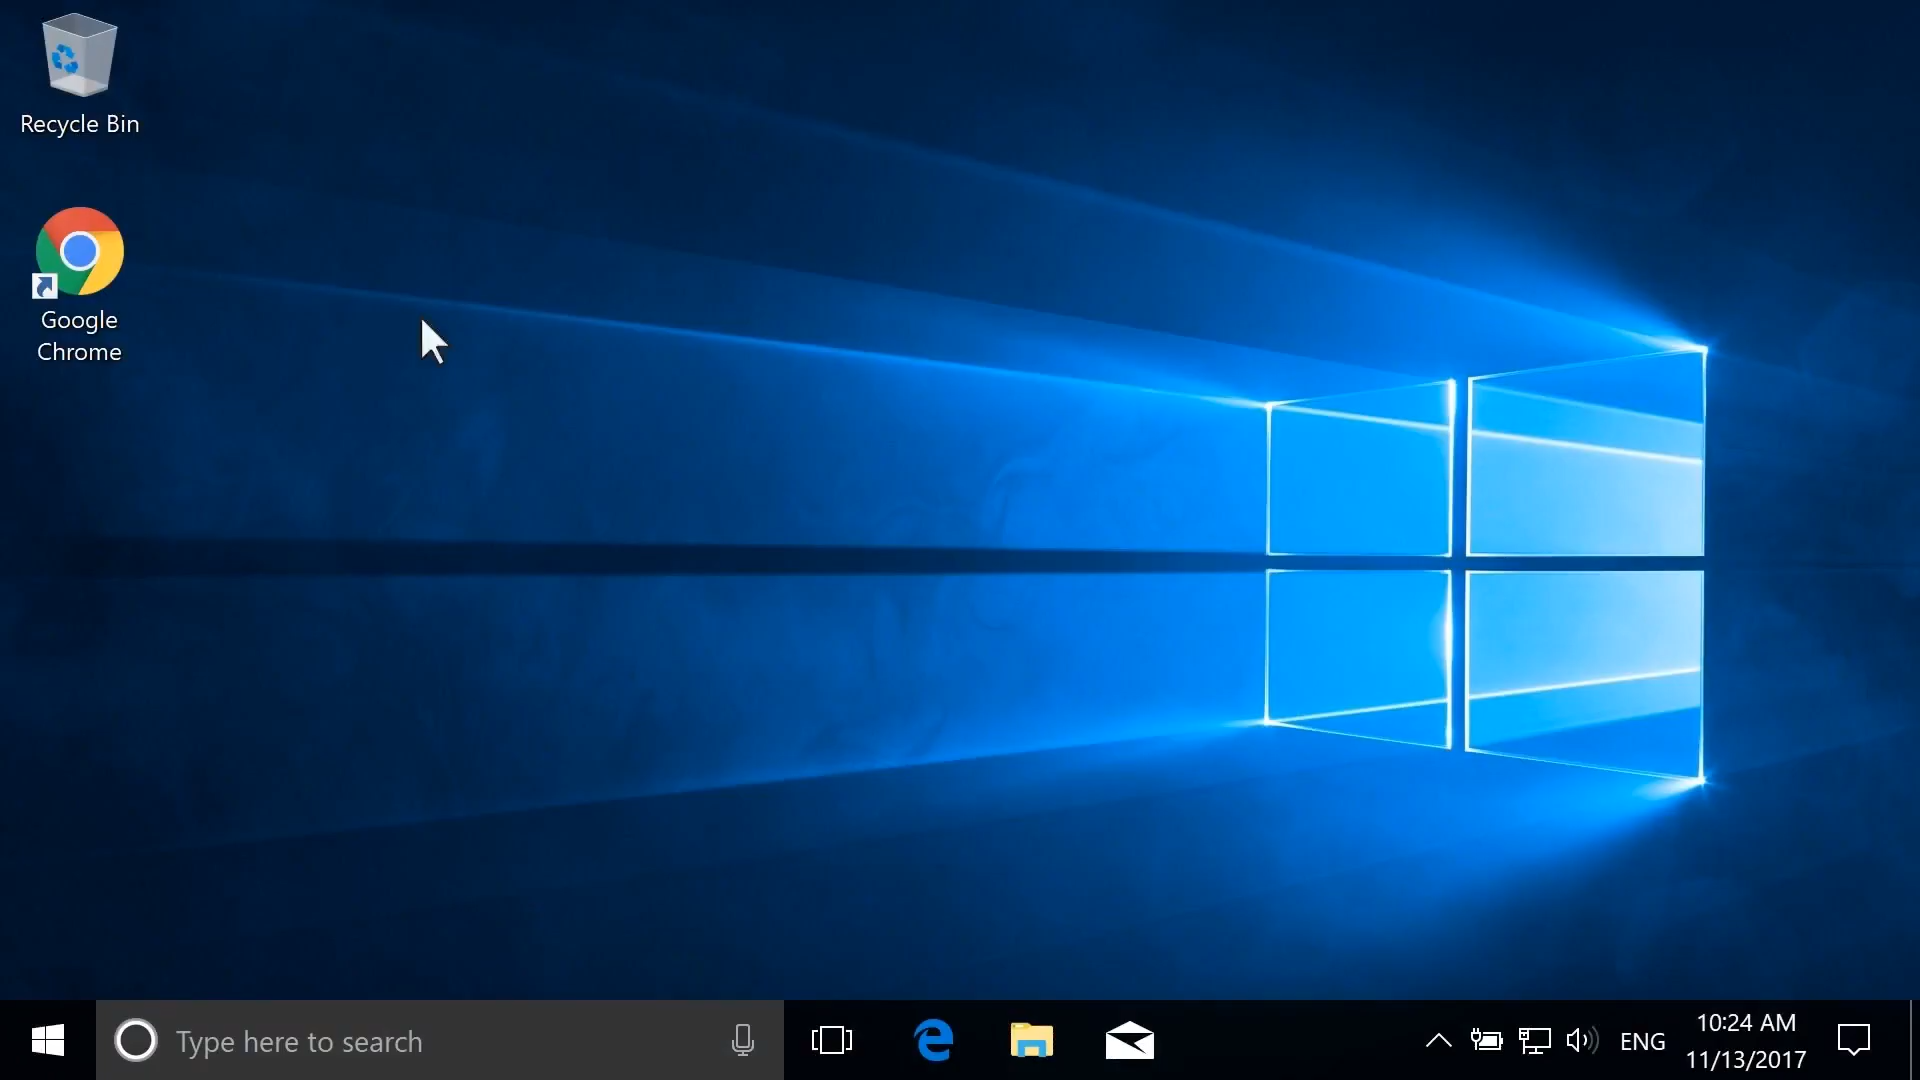 Recycle Bin
Google
Chrome
Type here to search
ENG
10:24 AM
11/13/2017